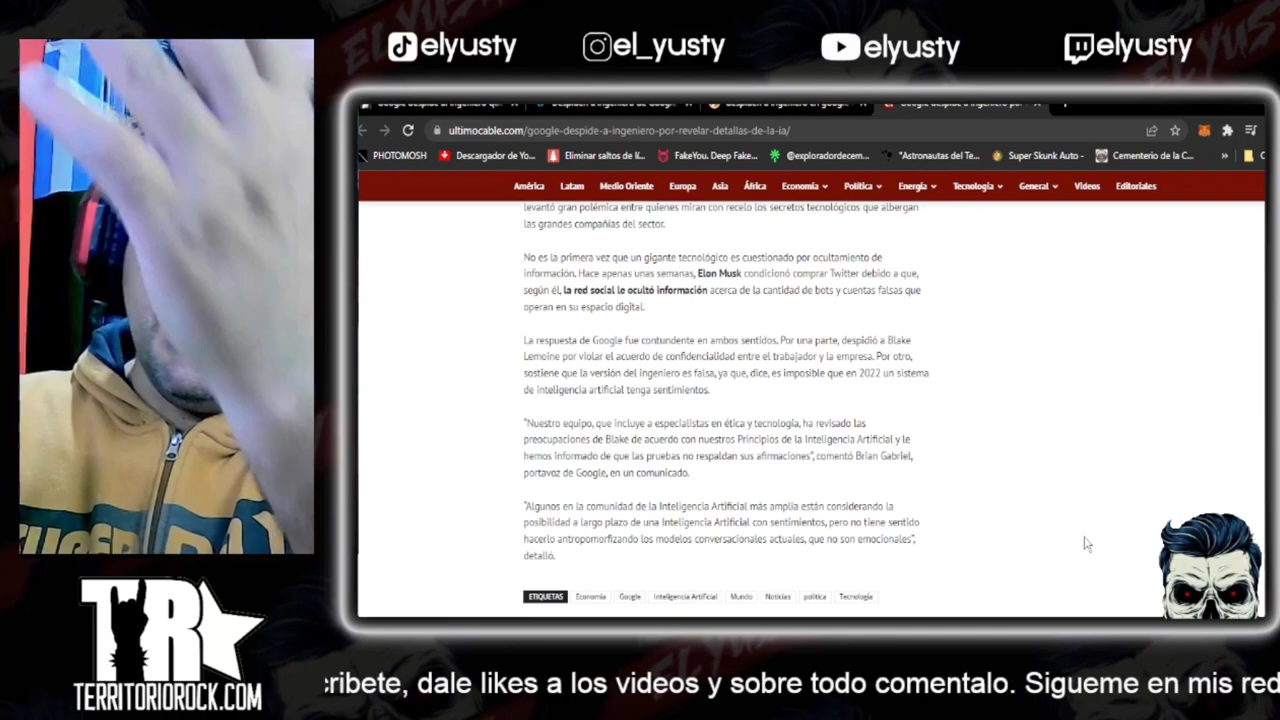 elyusty
el_yusty
elyusty
elyusty
Google despide a ingeniero
ultimocable.com/google-despide-a-ingeniero-por-revelar-detallas-de-la-ia/
PHOTOMOSH
Descargador de Yo...
Eliminar saltos de lí...
FakeYou. Deep Fake...
@exploradordecem...
"Astronautas del Te...
Super Skunk Auto -
Cementerio de la C...
América
Latam
Medio Oriente
Europa
Asia
África
Economía
Política
Energía
Tecnología
General
Videos
Editoriales
levantó gran polémica entre quienes miran con recelo los secretos tecnológicos que albergan
las grandes compañías del sector.
No es la primera vez que un gigante tecnológico es cuestionado por ocultamiento de
información. Hace apenas unas semanas, Elon Musk condicionó comprar Twitter debido a que,
según él, la red social le ocultó información acerca de la cantidad de bots y cuentas falsas que
operan en su espacio digital.
La respuesta de Google fue contundente en ambos sentidos. Por una parte, despidió a Blake
Lemoine por violar el acuerdo de confidencialidad entre el trabajador y la empresa. Por otro,
sostiene que la versión del ingeniero es falsa, ya que, dice, es imposible que en 2022 un sistema
de inteligencia artificial tenga sentimientos.
"Nuestro equipo, que incluye a especialistas en ética y tecnología, ha revisado las
preocupaciones de Blake de acuerdo con nuestros Principios de la Inteligencia Artificial y le
hemos informado de que las pruebas no respaldan sus afirmaciones", comentó Brian Gabriel,
portavoz de Google, en un comunicado.
"Algunos en la comunidad de la Inteligencia Artificial más amplia están considerando la
posibilidad a largo plazo de una Inteligencia Artificial con sentimientos, pero no tiene sentido
hacerlo antropomorfizando los modelos conversacionales actuales, que no son emocionales",
detalló.
ETIQUETAS
Economía
Google
Inteligencia Artificial
Mundo
Noticias
politica
Tecnología
TR
TERRITORIOROCK.COM
cribete, dale likes a los videos y sobre todo comentalo. Sigueme en mis red